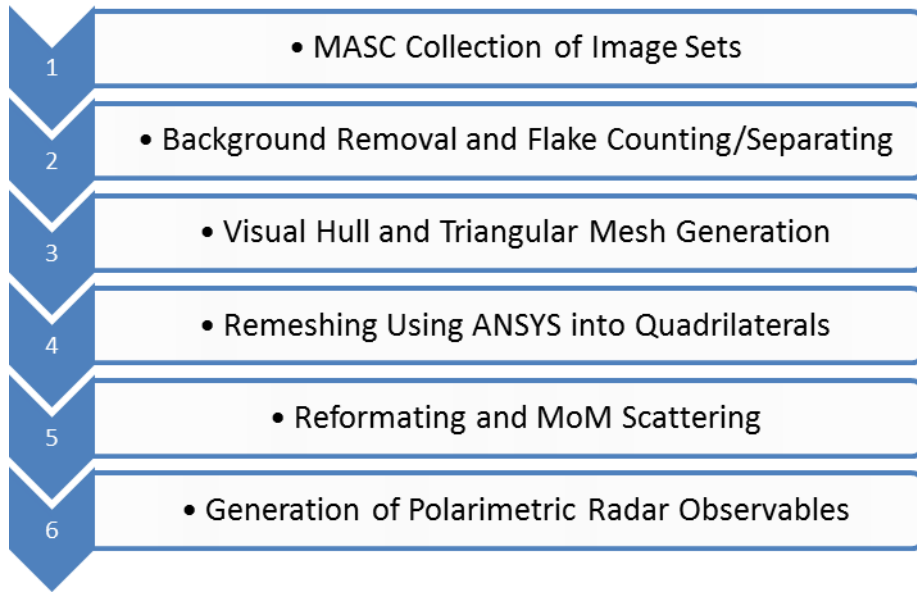 1 • MASC Collection of Image Sets
2 • Background Removal and Flake Counting/Separating
3 • Visual Hull and Triangular Mesh Generation
4 • Remeshing Using ANSYS into Quadrilaterals
5 • Reformating and MoM Scattering
6 • Generation of Polarimetric Radar Observables